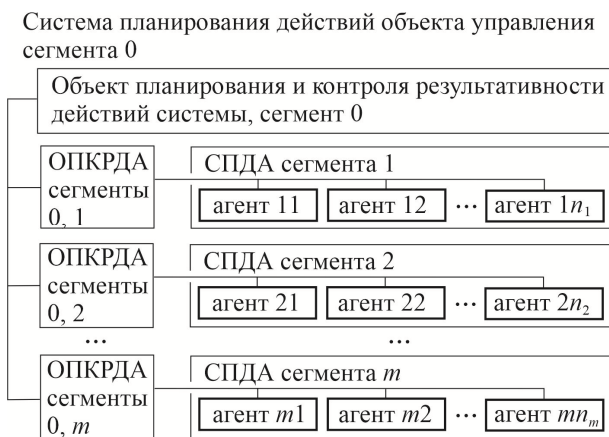 Система планирования действий объекта управления
сегмента 0
Объект планирования и контроля результативности
действий системы, сегмент 0
ОПКРДА
сегменты
0, 1
СПДА сегмента 1
агент 11 агент 12 ... агент 1n₁
ОПКРДА
сегменты
0, 2
СПДА сегмента 2
агент 21 агент 22 ... агент 2n₂
... ...
ОПКРДА
сегменты
0, m
СПДА сегмента m
агент m1 агент m2 ... агент mnₘ